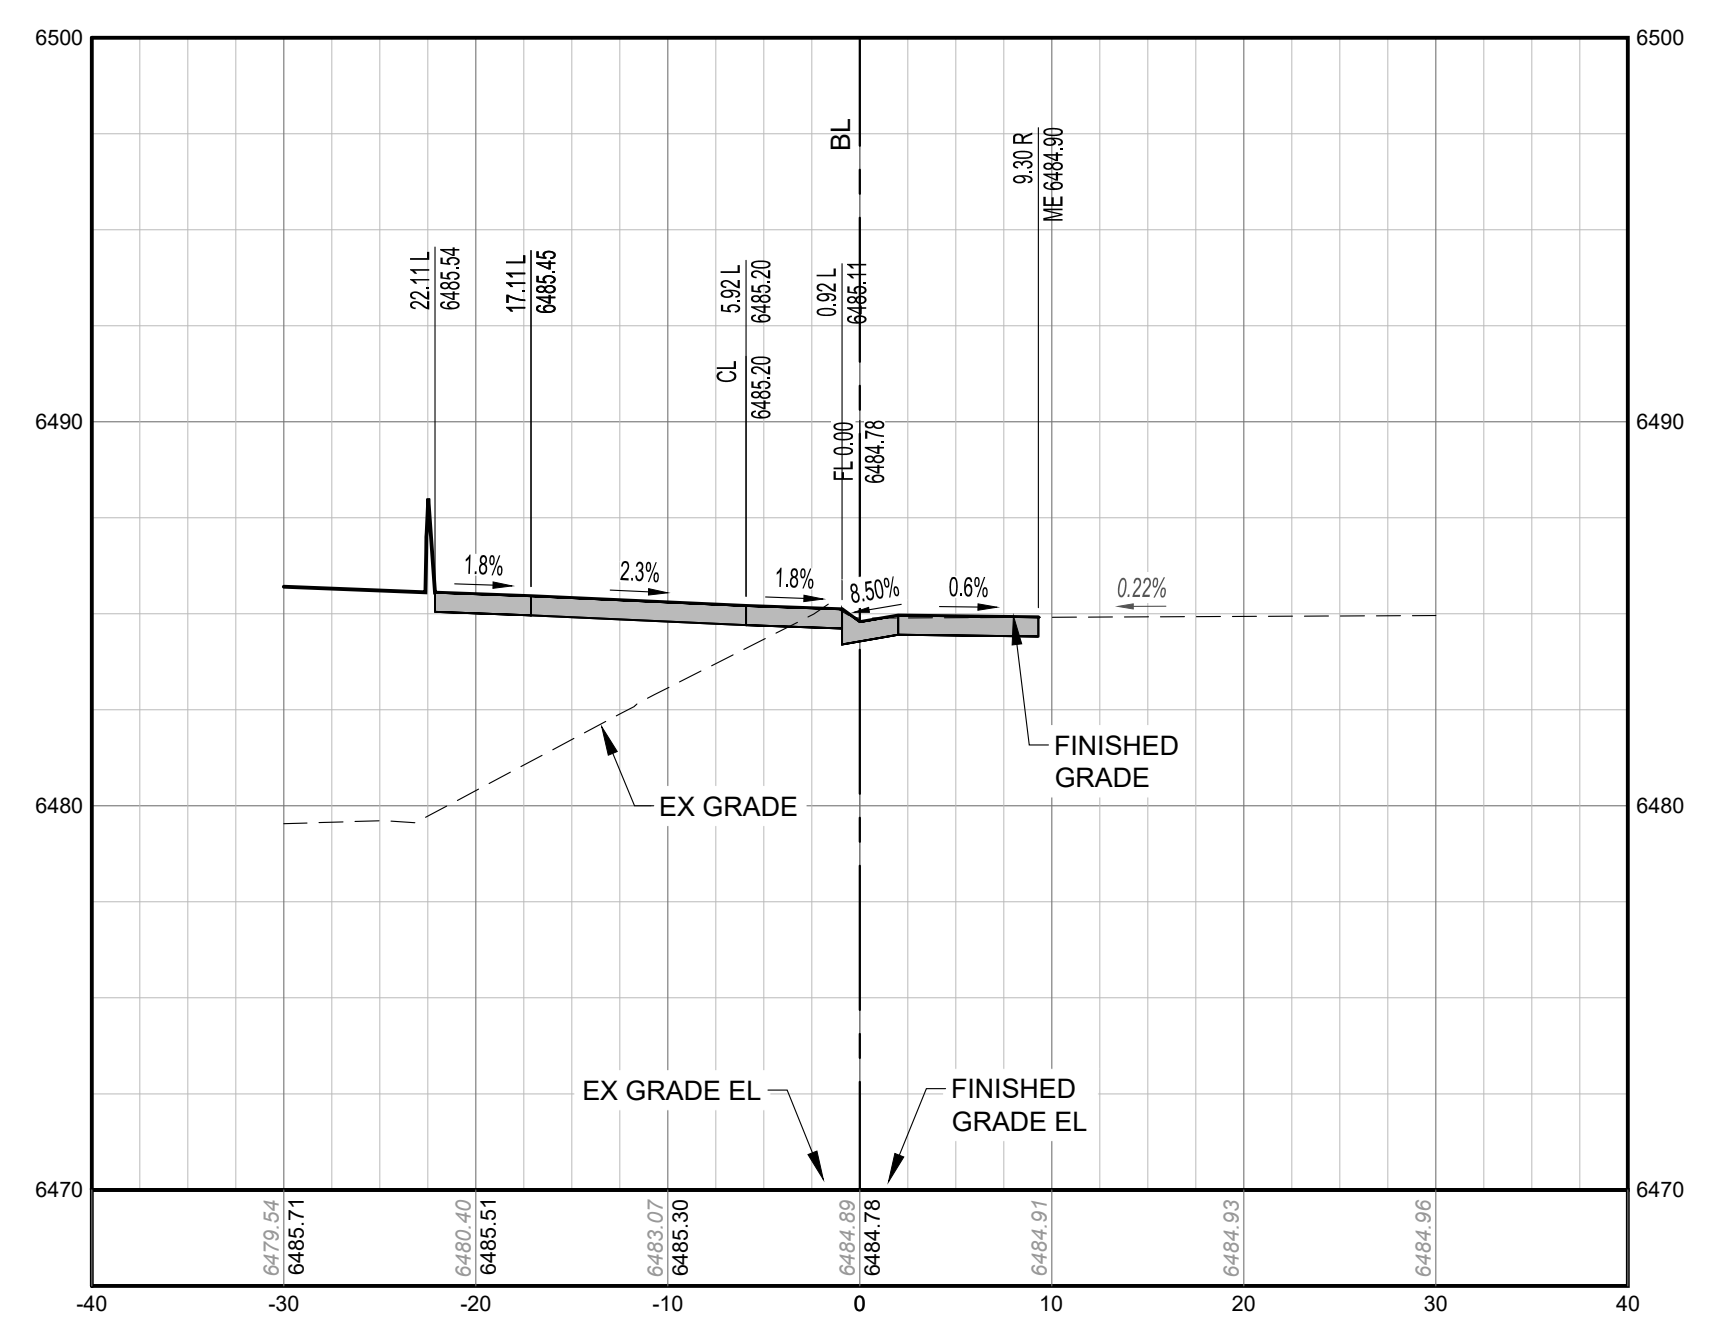 6500
6500
BL
9.30 R
ME 6484.90
22.11 L
6485.54
17.11 L
6485.45
5.92 L
6485.20
0.92 L
6485.11
CL
6485.20
6490
6490
FL 0.00
6484.78
1.8%
2.3%
1.8%
8.50%
0.6%
0.22%
FINISHED
GRADE
6480
EX GRADE
6480
EX GRADE EL
FINISHED
GRADE EL
6470
6470
6479.54
6485.71
6480.40
6485.51
6483.07
6485.30
6484.89
6484.78
6484.91
6484.93
6484.96
-40
-30
-20
-10
0
10
20
30
40